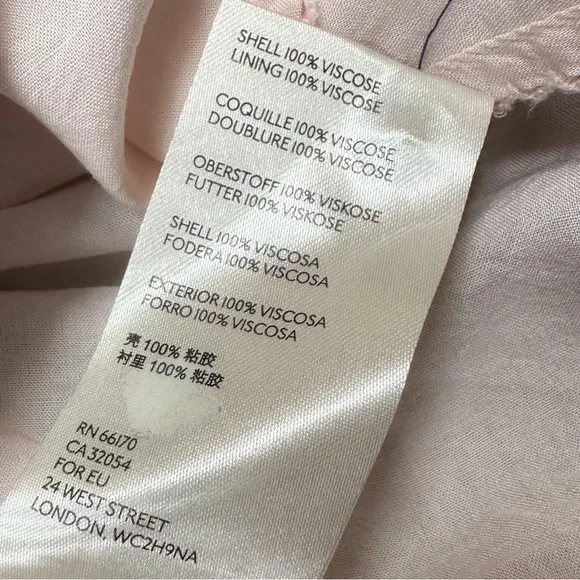 SHELL 100% VISCOSE
LINING 100% VISCOSE
COQUILLE 100% VISCOSE
DOUBLURE 100% VISCOSE
OBERSTOFF 100% VISKOSE
FUTTER 100% VISKOSE
SHELL 100% VISCOSA
FODERA 100% VISCOSA
EXTERIOR 100% VISCOSA
FORRO 100% VISCOSA
壳 100% 粘胶
衬里 100% 粘胶
RN 66170
CA 32054
FOR EU
24 WEST STREET
LONDON, WC2H9NA